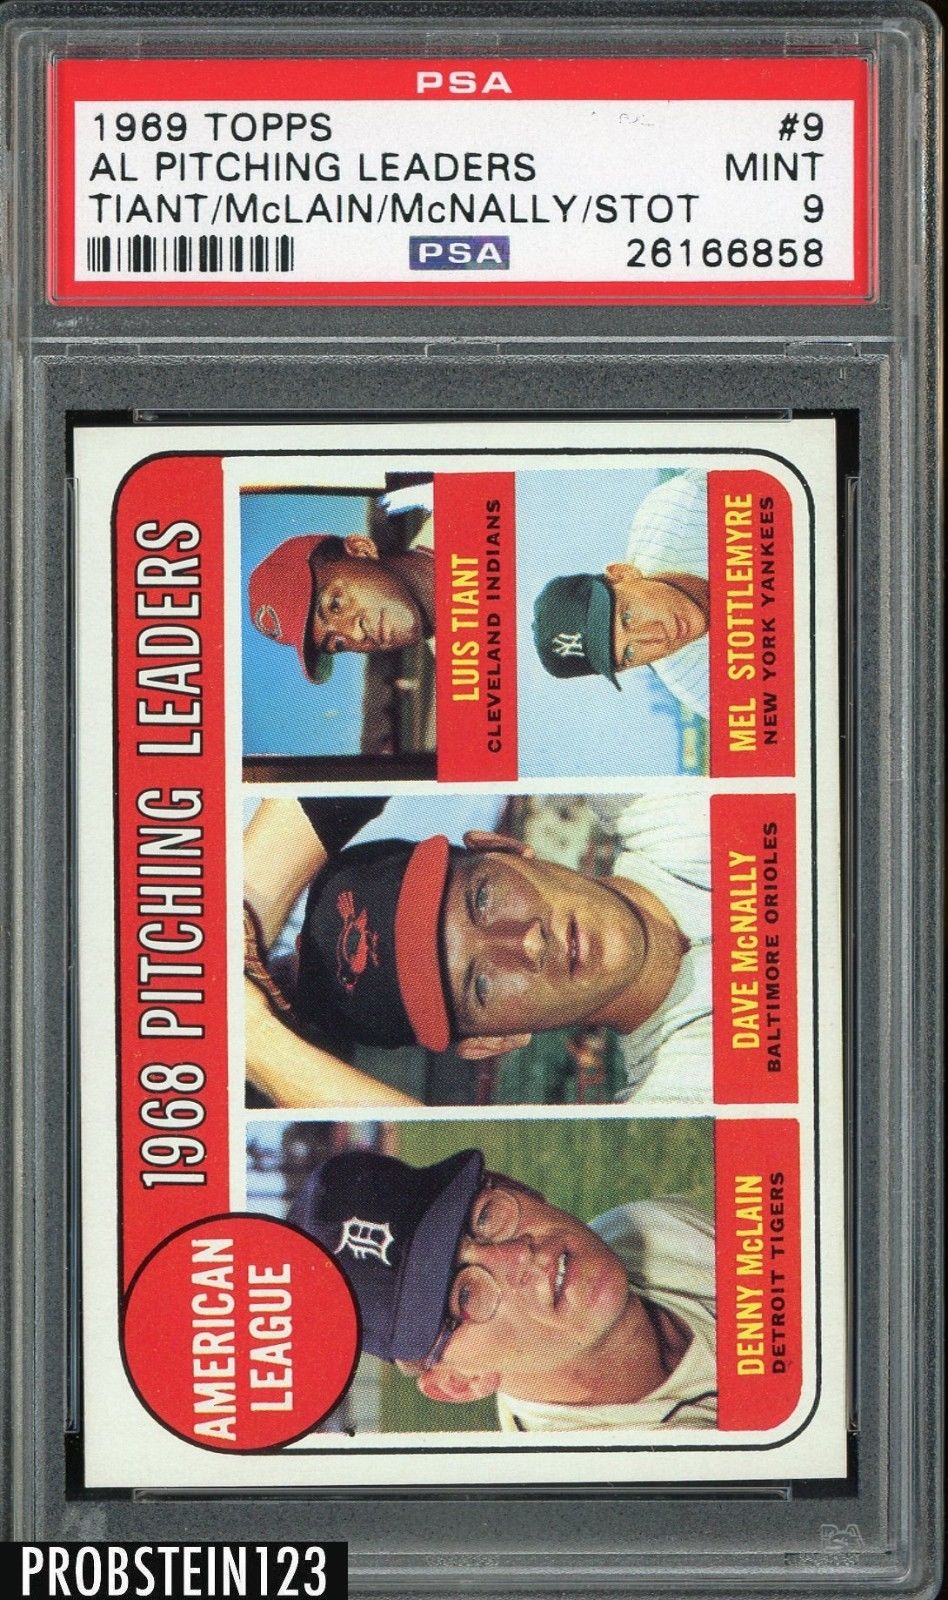 PSA
1969 TOPPS #9
AL PITCHING LEADERS MINT
TIANT/McLAIN/McNALLY/STOT 9
PSA 26166858
1968 PITCHING LEADERS
AMERICAN
LEAGUE
LUIS TIANT
CLEVELAND INDIANS
MEL STOTTLEMYRE
NEW YORK YANKEES
DAVE McNALLY
BALTIMORE ORIOLES
DENNY McLAIN
DETROIT TIGERS
C
NY
D
PSA
PROBSTEIN123